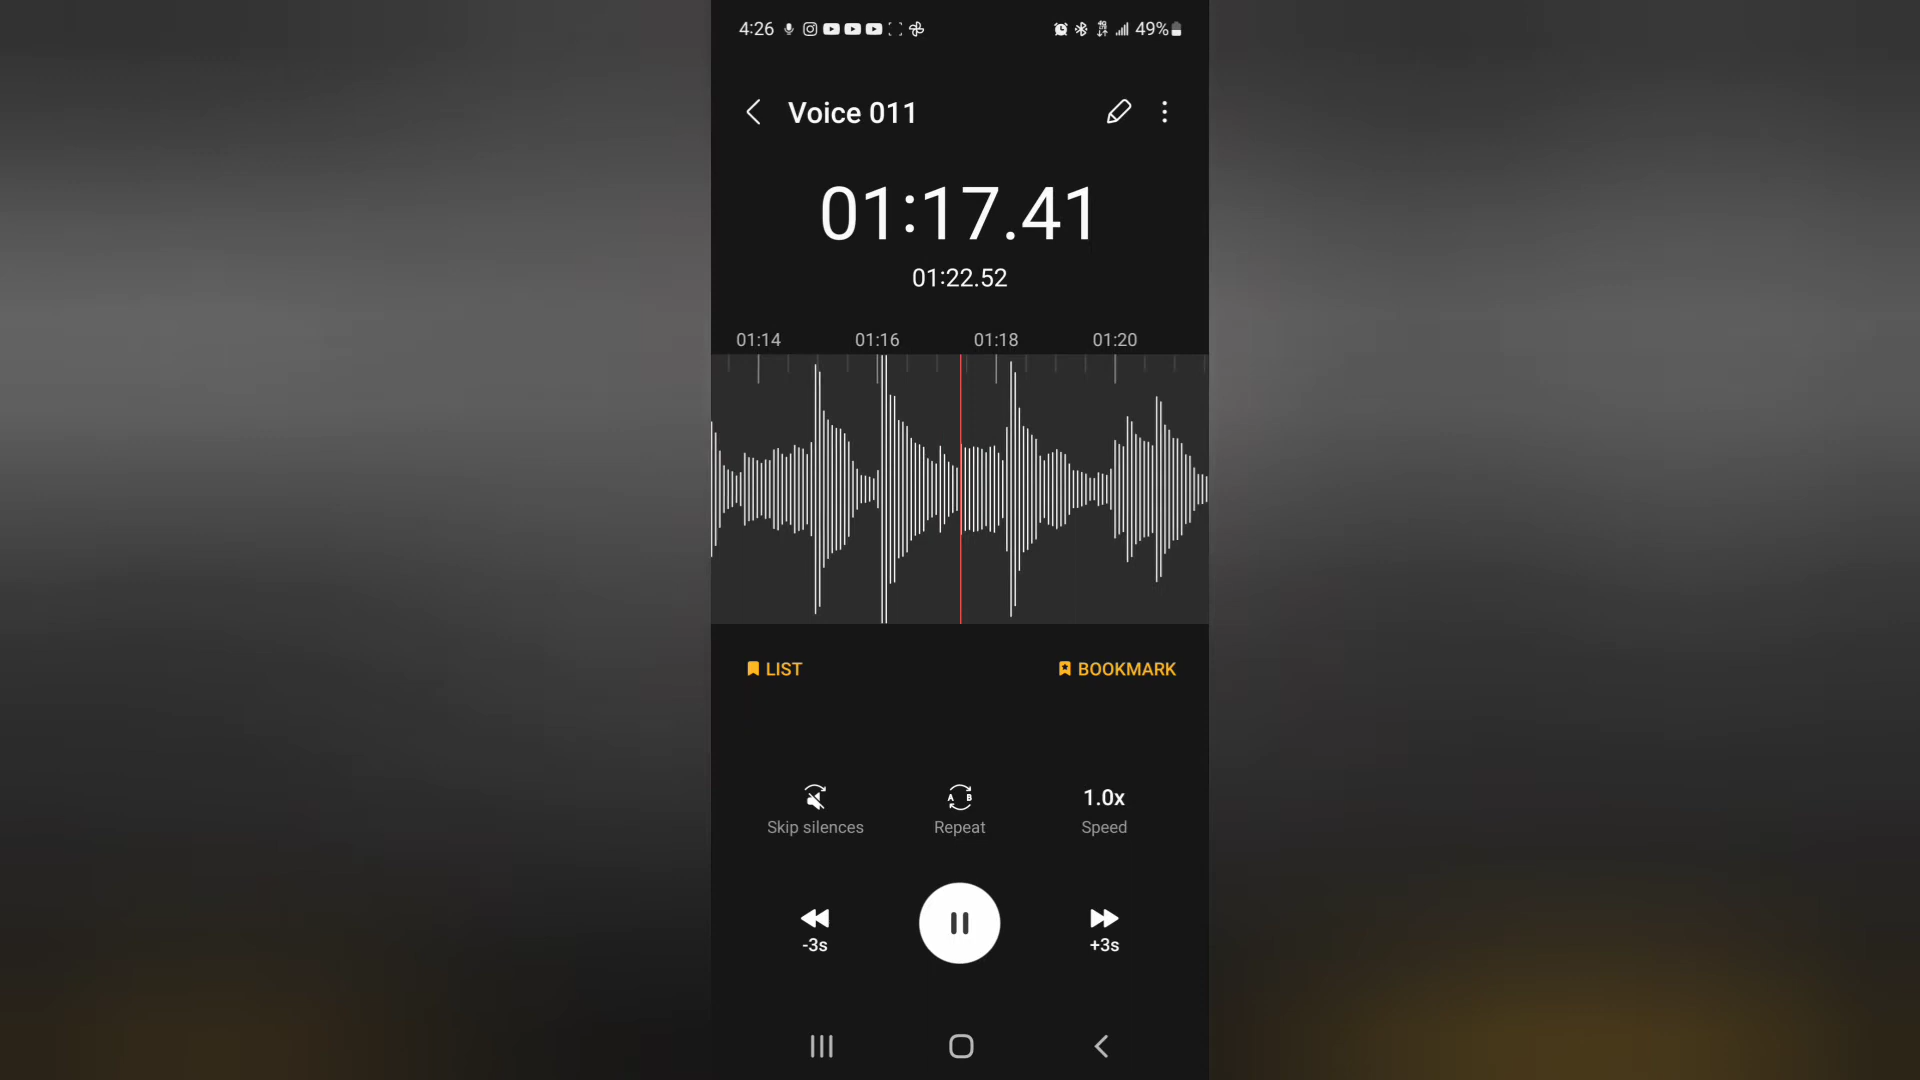 4:26 49%
Voice 011
01:17.41
01:22.52
01:14 01:16 01:18 01:20
LIST BOOKMARK
A B 1.0x
Skip silences Repeat Speed
-3s +3s